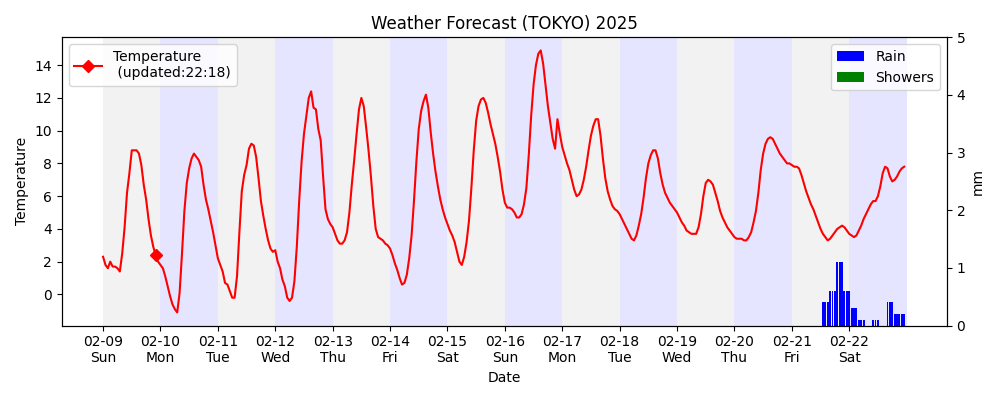 Weather Forecast (TOKYO) 2025
Temperature
(updated:22:18)
Rain
Showers
Temperature
14
12
10
8
6
4
2
0
5
4
3
2
1
0
mm
02-09 02-10 02-11 02-12 02-13 02-14 02-15 02-16 02-17 02-18 02-19 02-20 02-21 02-22
Sun Mon Tue Wed Thu Fri Sat Sun Mon Tue Wed Thu Fri Sat
Date